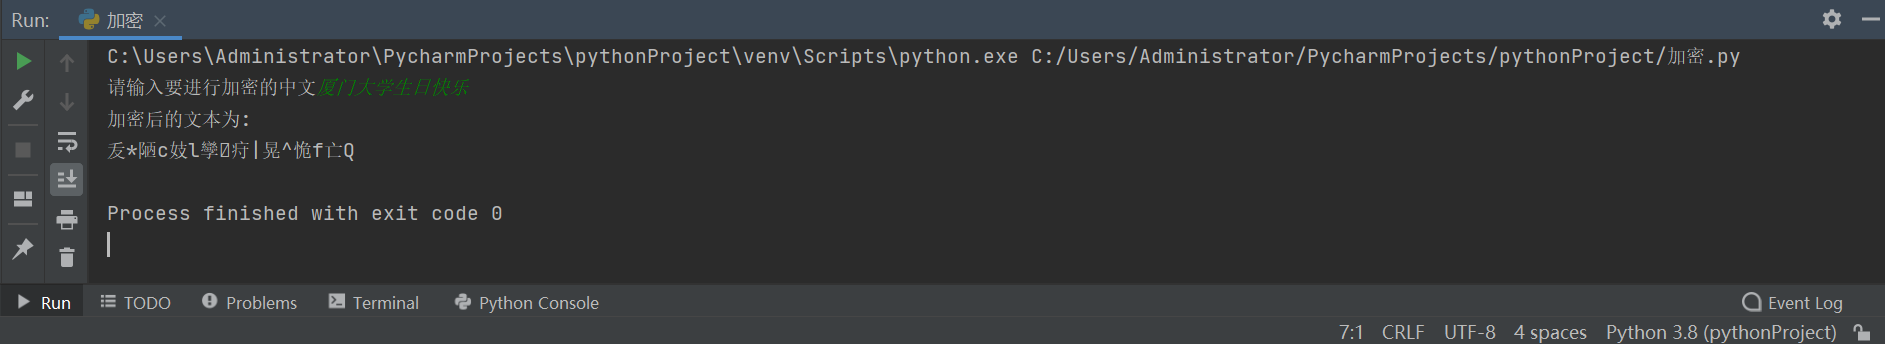 Run: 加密
C:\Users\Administrator\PycharmProjects\pythonProject\venv\Scripts\python.exe C:/Users/Administrator/PycharmProjects/pythonProject/加密.py
请输入要进行加密的中文厦门大学生日快乐
加密后的文本为:
Process finished with exit code 0
Run TODO Problems Terminal Python Console Event Log
7:1 CRLF UTF-8 4 spaces Python 3.8 (pythonProject)